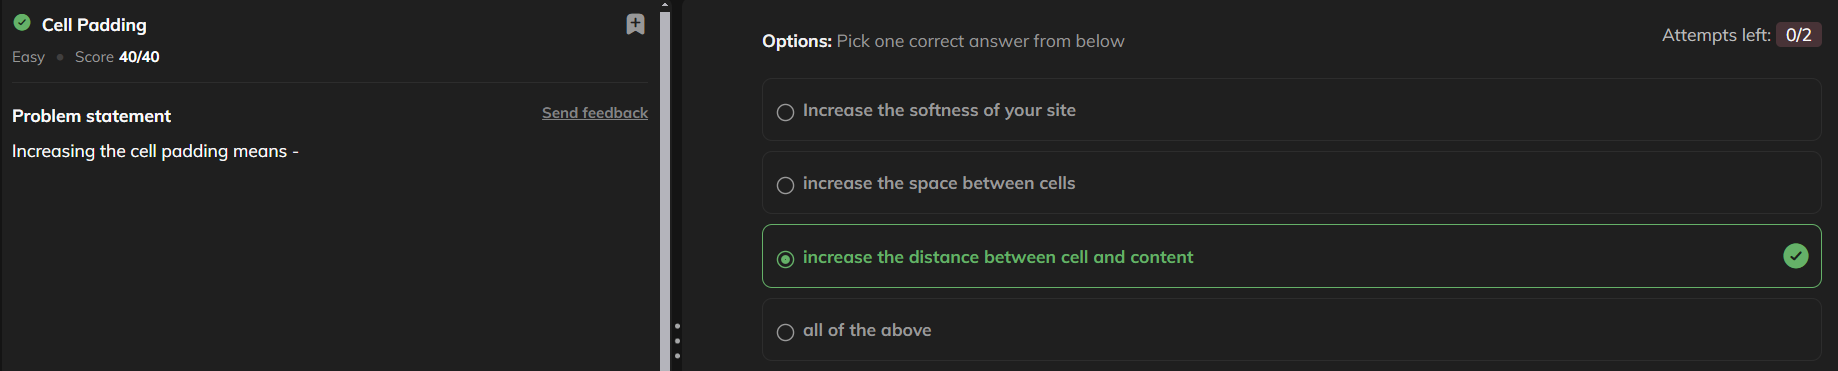 Cell Padding
Easy • Score 40/40
Problem statement
Send feedback
Increasing the cell padding means -
Options: Pick one correct answer from below
Attempts left: 0/2
Increase the softness of your site
increase the space between cells
increase the distance between cell and content
all of the above